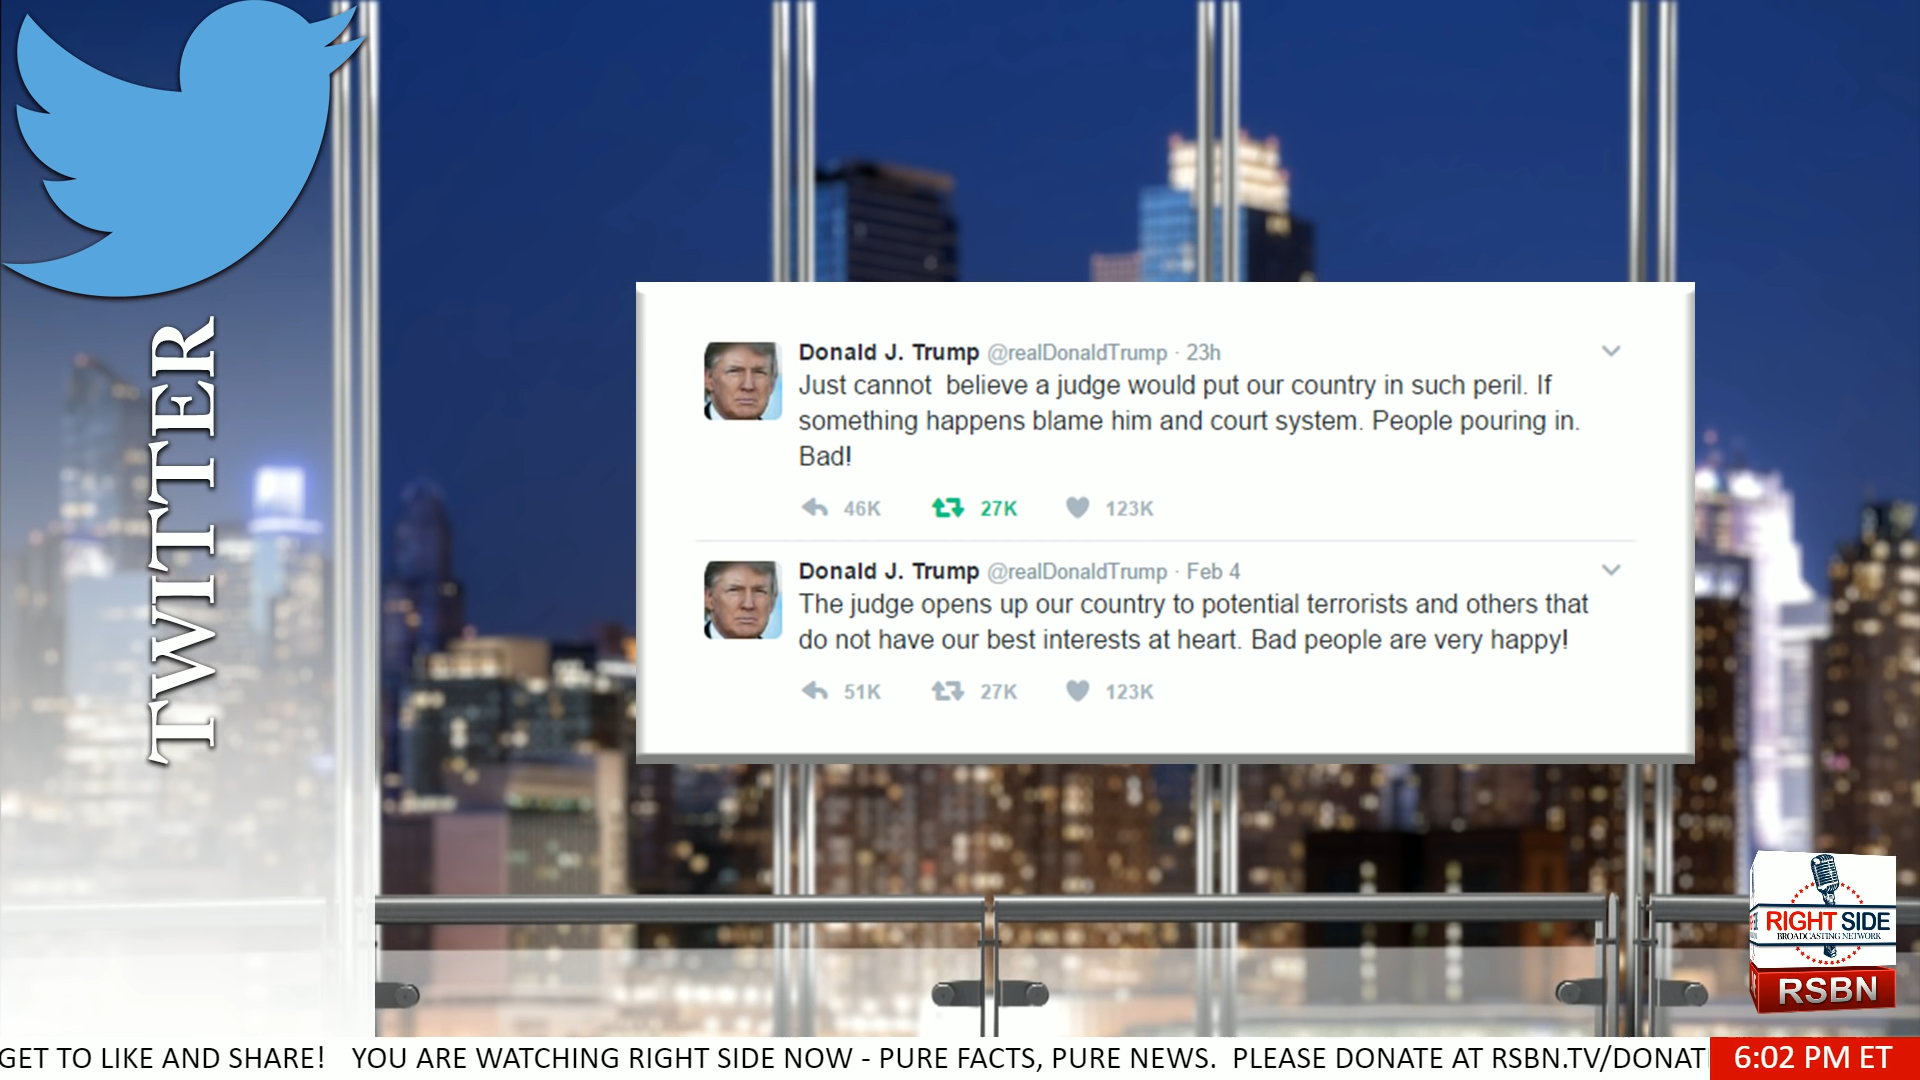 TWITTER
Donald J. Trump @realDonaldTrump · 23h
Just cannot  believe a judge would put our country in such peril. If
something happens blame him and court system. People pouring in.
Bad!
46K 27K 123K
Donald J. Trump @realDonaldTrump · Feb 4
The judge opens up our country to potential terrorists and others that
do not have our best interests at heart. Bad people are very happy!
51K 27K 123K
RIGHT SIDE
BROADCASTING NETWORK
RSBN
GET TO LIKE AND SHARE!    YOU ARE WATCHING RIGHT SIDE NOW - PURE FACTS, PURE NEWS.  PLEASE DONATE AT RSBN.TV/DONAT
6:02 PM ET